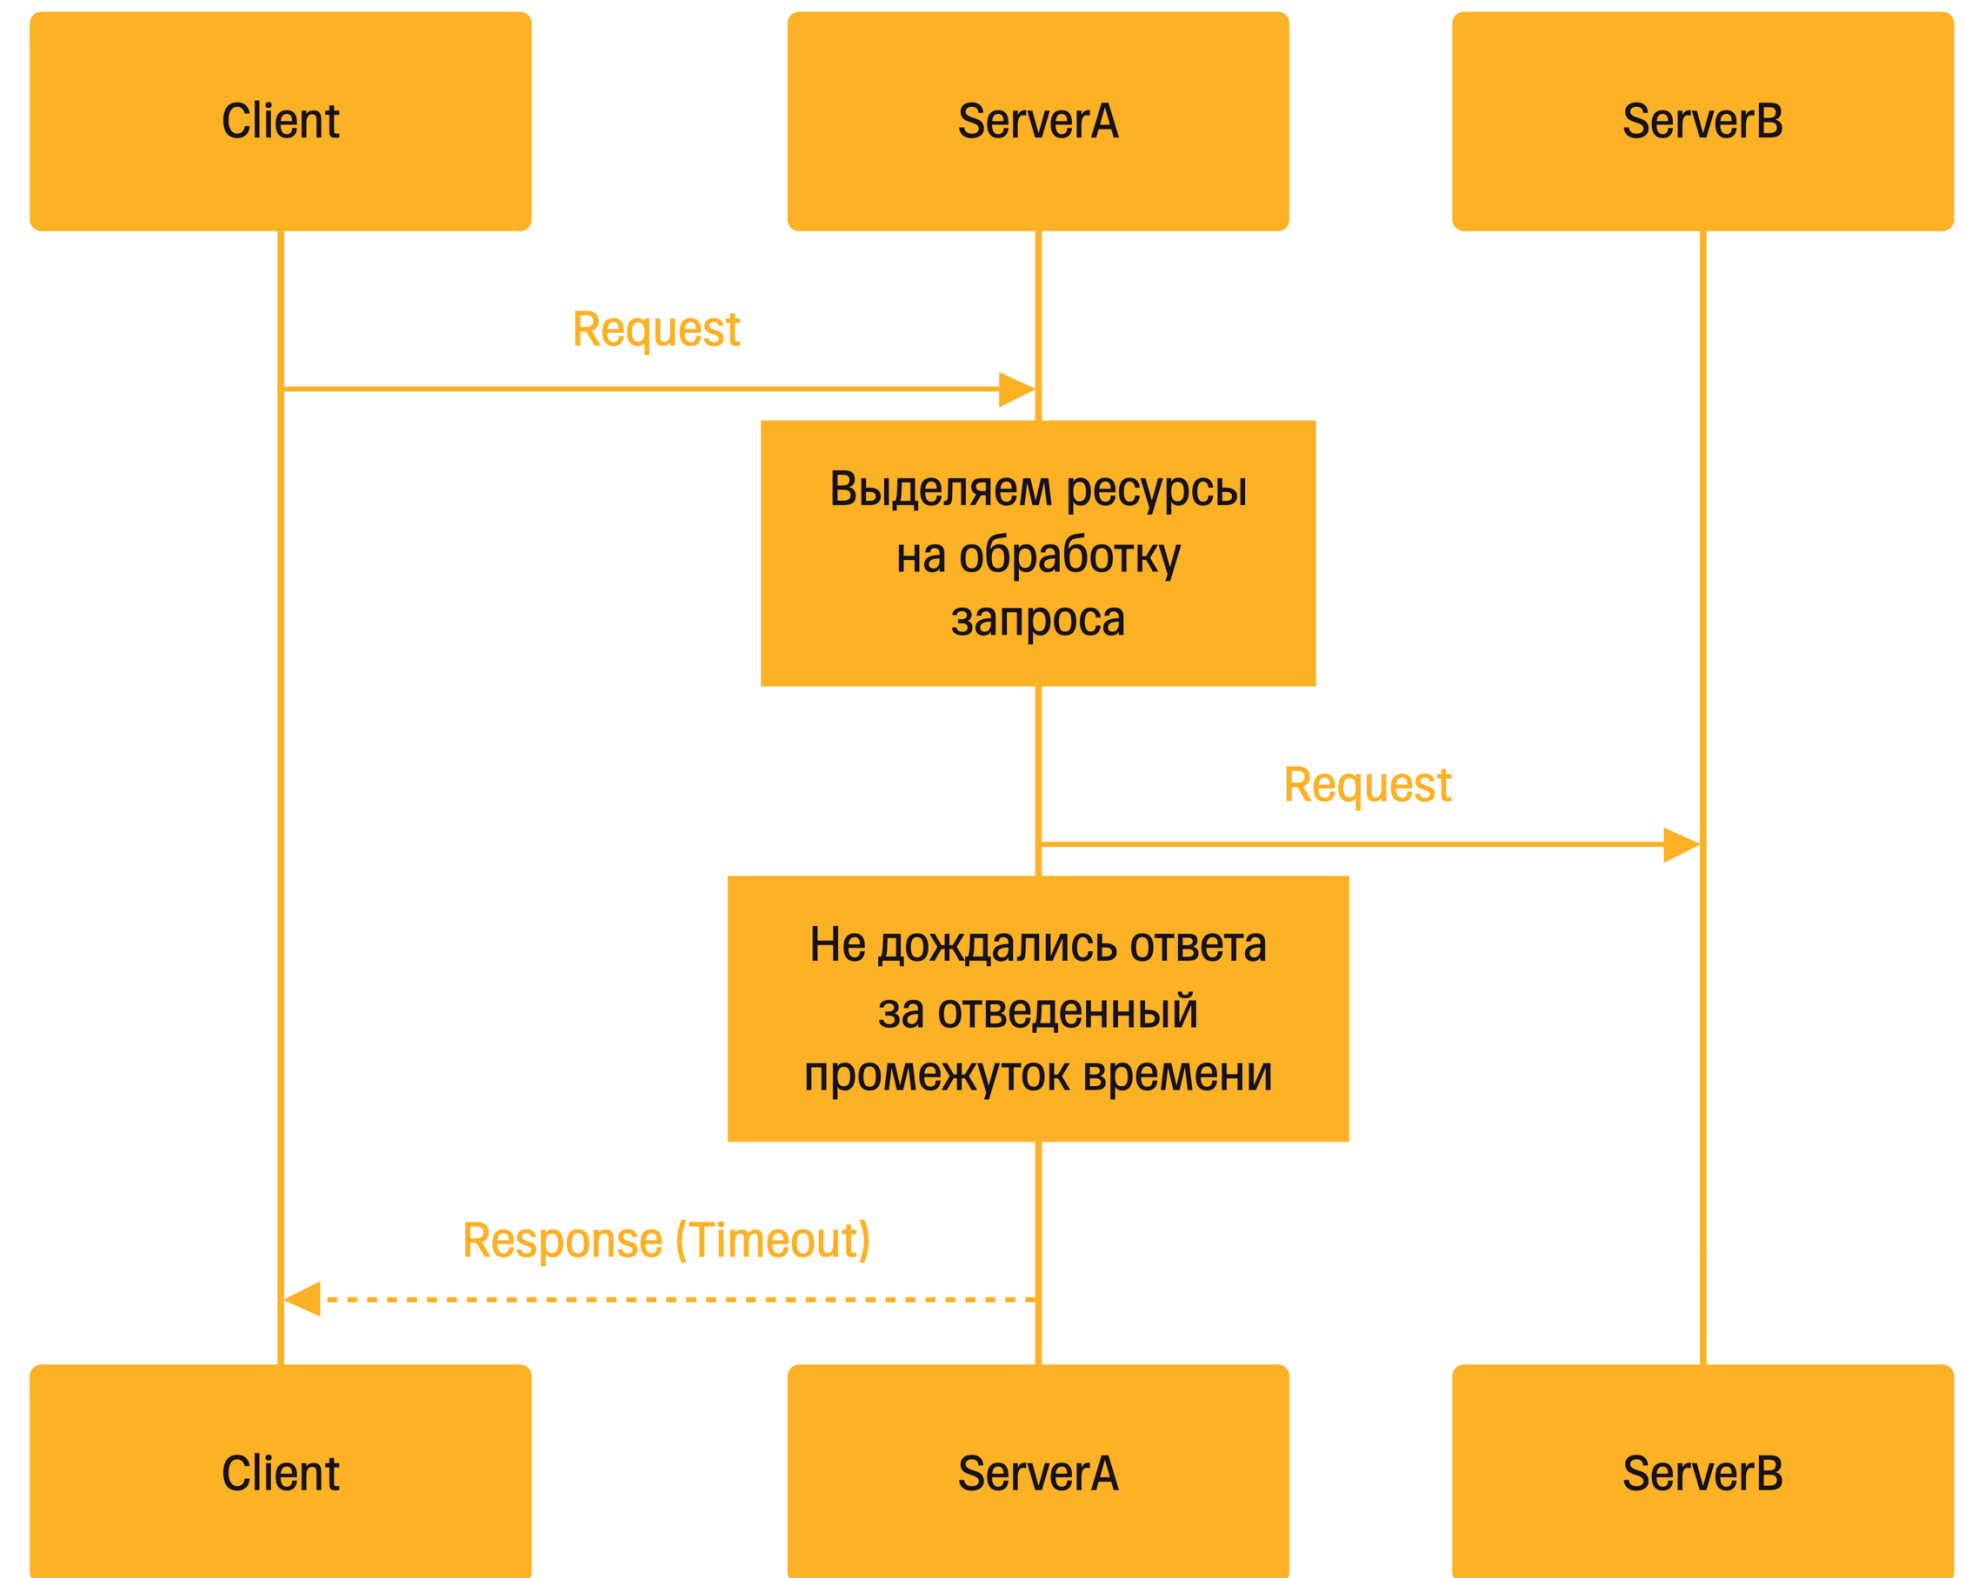 Client
ServerA
ServerB
Request
Выделяем ресурсы
на обработку
запроса
Request
Не дождались ответа
за отведенный
промежуток времени
Response (Timeout)
Client
ServerA
ServerB